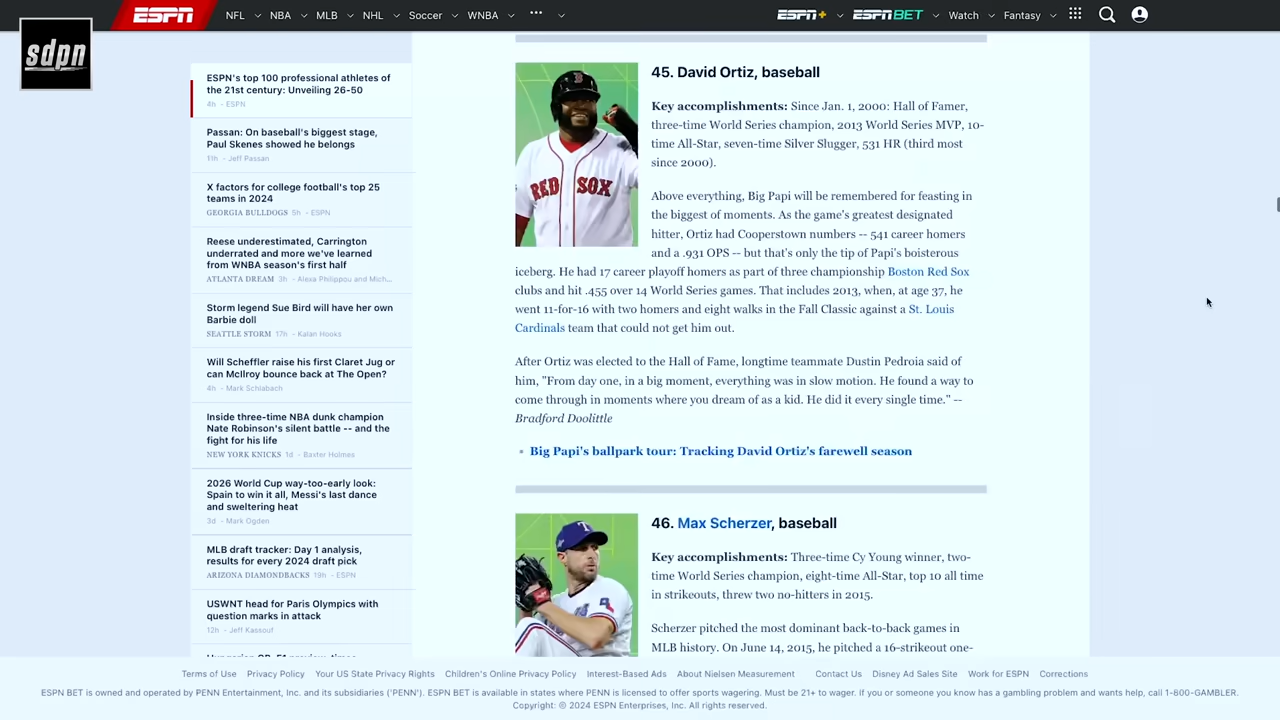 ESPN
NFL
NBA
MLB
NHL
Soccer
WNBA
•••
ESPN+
ESPN BET
Watch
Fantasy
sdpn
ESPN's top 100 professional athletes of
the 21st century: Unveiling 26-50
4h - ESPN
Passan: On baseball's biggest stage,
Paul Skenes showed he belongs
11h - Jeff Passan
X factors for college football's top 25
teams in 2024
GEORGIA BULLDOGS 5h - ESPN
Reese underestimated, Carrington
underrated and more we've learned
from WNBA season's first half
ATLANTA DREAM 3h - Alexa Philippou and Mich...
Storm legend Sue Bird will have her own
Barbie doll
SEATTLE STORM 17h - Kalan Hooks
Will Scheffler raise his first Claret Jug or
can McIlroy bounce back at The Open?
4h - Mark Schlabach
Inside three-time NBA dunk champion
Nate Robinson's silent battle -- and the
fight for his life
NEW YORK KNICKS 1d - Baxter Holmes
2026 World Cup way-too-early look:
Spain to win it all, Messi's last dance
and sweltering heat
3d - Mark Ogden
MLB draft tracker: Day 1 analysis,
results for every 2024 draft pick
ARIZONA DIAMONDBACKS 19h - ESPN
USWNT head for Paris Olympics with
question marks in attack
12h - Jeff Kassouf
RED SOX
45. David Ortiz, baseball
Key accomplishments: Since Jan. 1, 2000: Hall of Famer,
three-time World Series champion, 2013 World Series MVP, 10-
time All-Star, seven-time Silver Slugger, 531 HR (third most
since 2000).
Above everything, Big Papi will be remembered for feasting in
the biggest of moments. As the game's greatest designated
hitter, Ortiz had Cooperstown numbers -- 541 career homers
and a .931 OPS -- but that's only the tip of Papi's boisterous
iceberg. He had 17 career playoff homers as part of three championship Boston Red Sox
clubs and hit .455 over 14 World Series games. That includes 2013, when, at age 37, he
went 11-for-16 with two homers and eight walks in the Fall Classic against a St. Louis
Cardinals team that could not get him out.
After Ortiz was elected to the Hall of Fame, longtime teammate Dustin Pedroia said of
him, "From day one, in a big moment, everything was in slow motion. He found a way to
come through in moments where you dream of as a kid. He did it every single time." --
Bradford Doolittle
Big Papi's ballpark tour: Tracking David Ortiz's farewell season
46. Max Scherzer, baseball
Key accomplishments: Three-time Cy Young winner, two-
time World Series champion, eight-time All-Star, top 10 all time
in strikeouts, threw two no-hitters in 2015.
Scherzer pitched the most dominant back-to-back games in
MLB history. On June 14, 2015, he pitched a 16-strikeout one-
Terms of Use
Privacy Policy
Your US State Privacy Rights
Children's Online Privacy Policy
Interest-Based Ads
About Nielsen Measurement
Contact Us
Disney Ad Sales Site
Work for ESPN
Corrections
ESPN BET is owned and operated by PENN Entertainment, Inc. and its subsidiaries ('PENN'). ESPN BET is available in states where PENN is licensed to offer sports wagering. Must be 21+ to wager. If you or someone you know has a gambling problem and wants help, call 1-800-GAMBLER.
Copyright: © 2024 ESPN Enterprises, Inc. All rights reserved.